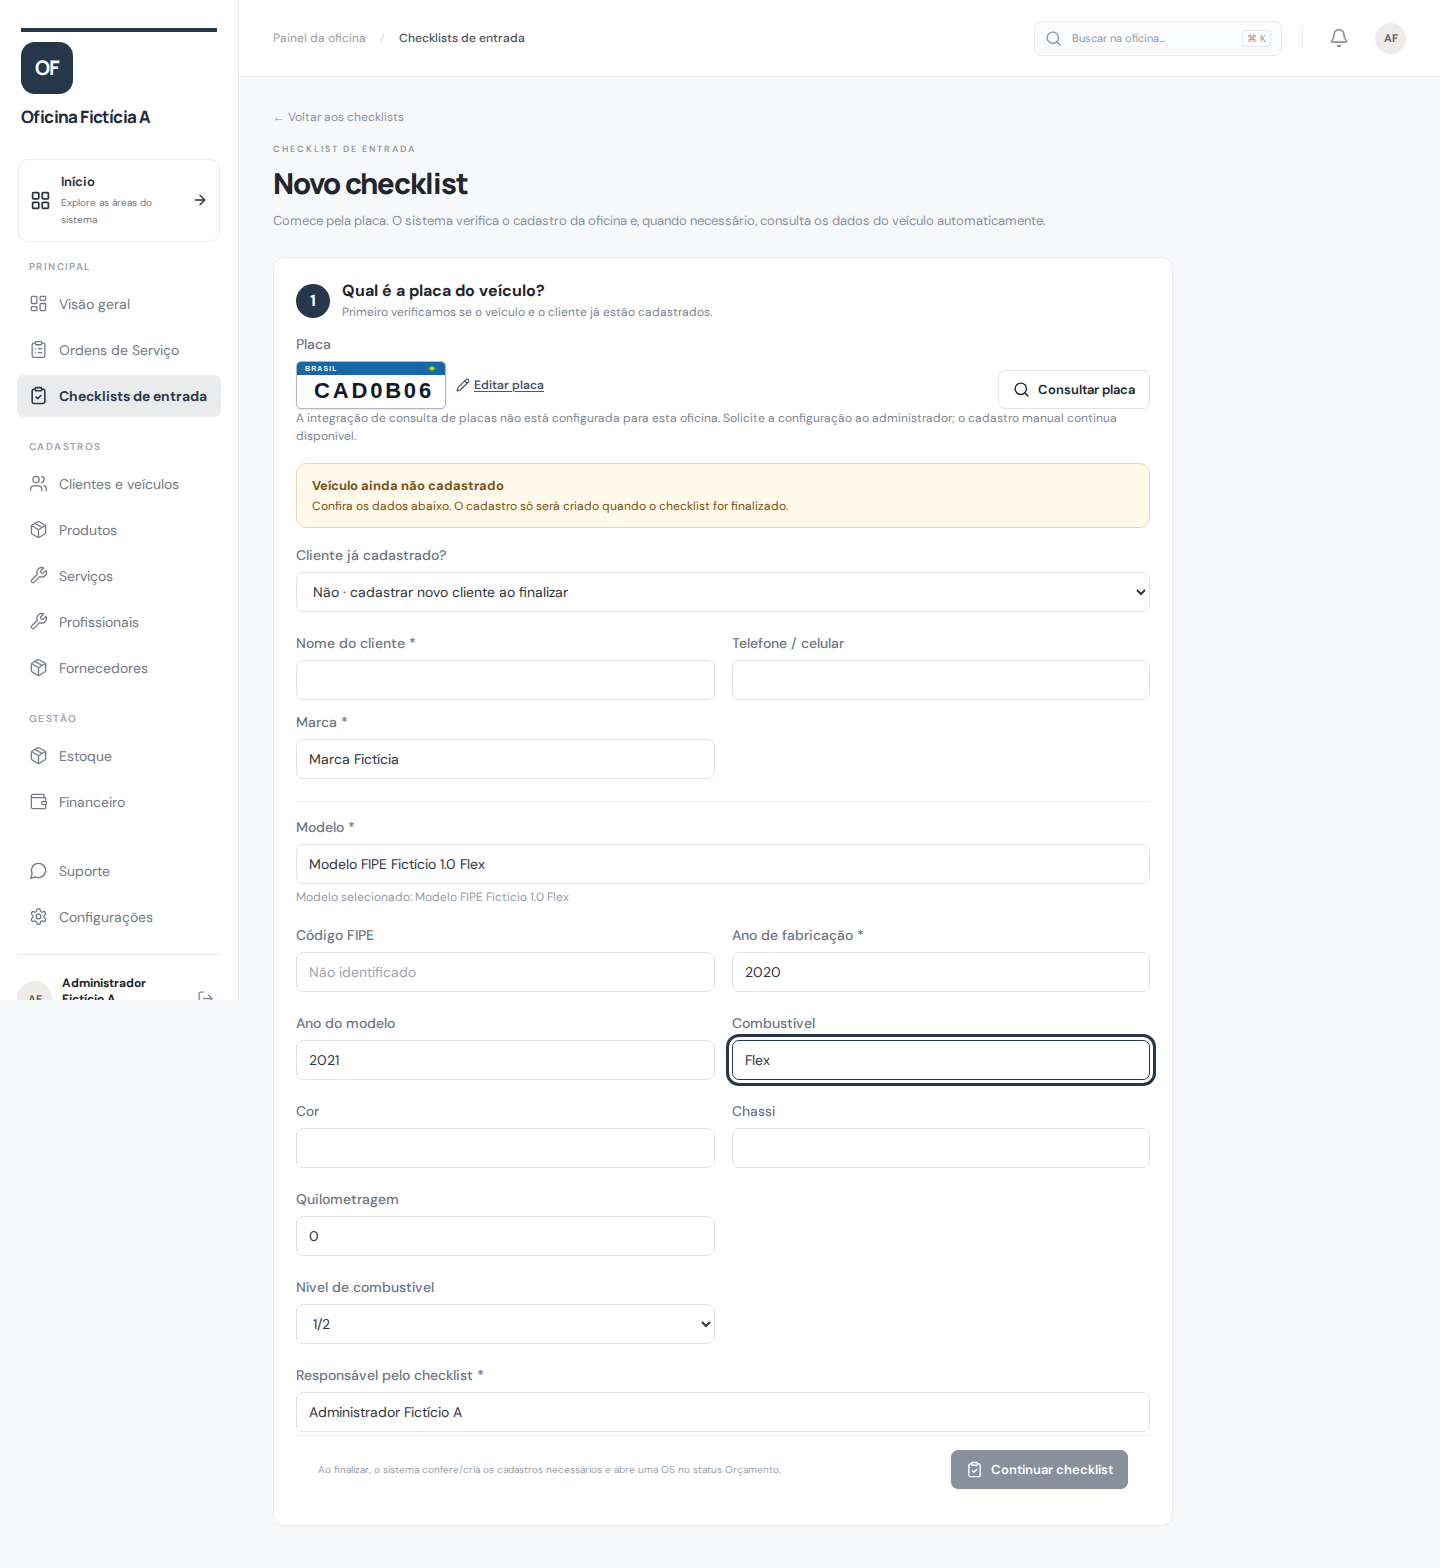 OF
Oficina Fictícia A
Início
Explore as áreas do
sistema
PRINCIPAL
Visão geral
Ordens de Serviço
Checklists de entrada
CADASTROS
Clientes e veículos
Produtos
Serviços
Profissionais
Fornecedores
GESTÃO
Estoque
Financeiro
Suporte
Configurações
AF
Administrador
Fictício A
Painel da oficina / Checklists de entrada
Buscar na oficina...
⌘ K
AF
← Voltar aos checklists
CHECKLIST DE ENTRADA
Novo checklist
Comece pela placa. O sistema verifica o cadastro da oficina e, quando necessário, consulta os dados do veículo automaticamente.
1
Qual é a placa do veículo?
Primeiro verificamos se o veículo e o cliente já estão cadastrados.
Placa
BRASIL
CAD0B06
Editar placa
Consultar placa
A integração de consulta de placas não está configurada para esta oficina. Solicite a configuração ao administrador; o cadastro manual continua
disponível.
Veículo ainda não cadastrado
Confira os dados abaixo. O cadastro só será criado quando o checklist for finalizado.
Cliente já cadastrado?
Não · cadastrar novo cliente ao finalizar
Nome do cliente *
Telefone / celular
Marca *
Marca Fictícia
Modelo *
Modelo FIPE Fictício 1.0 Flex
Modelo selecionado: Modelo FIPE Fictício 1.0 Flex
Código FIPE
Não identificado
Ano de fabricação *
2020
Ano do modelo
2021
Combustível
Flex
Cor
Chassi
Quilometragem
0
Nível de combustível
1/2
Responsável pelo checklist *
Administrador Fictício A
Ao finalizar, o sistema confere/cria os cadastros necessários e abre uma OS no status Orçamento.
Continuar checklist